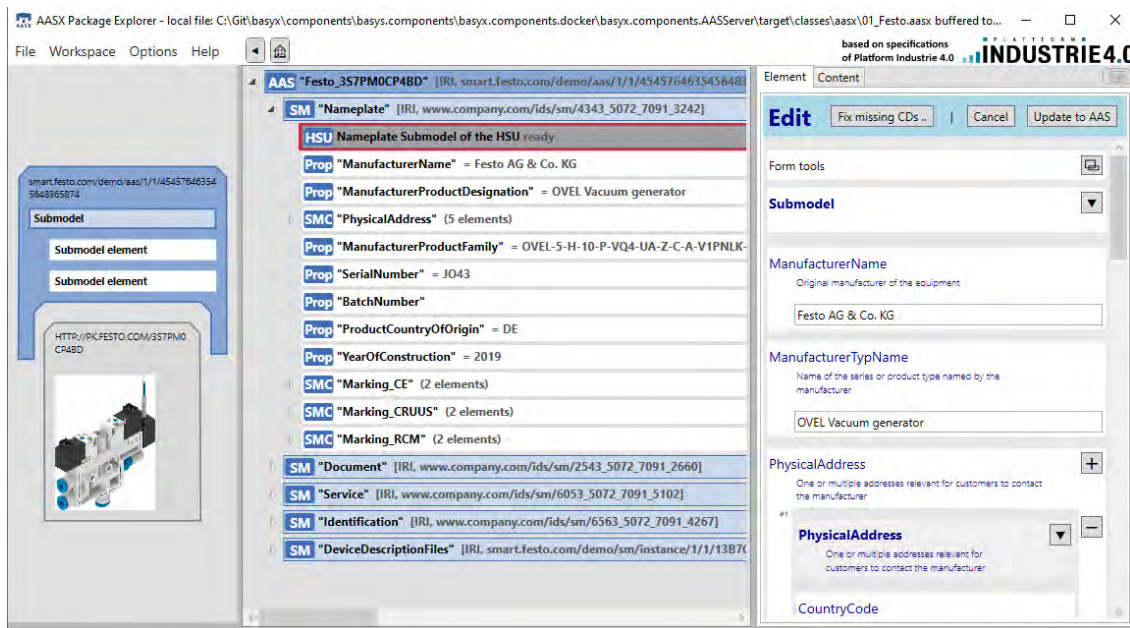 AASX Package Explorer - local file: C:\Git\basyx\components\basys.components\basyx.components.docker\basyx.components.AASServer\target\classes\aasx\01_Festo.aasx buffered to...
File Workspace Options Help
based on specifications
of Platform Industrie 4.0
PLATTFORM
INDUSTRIE4.0
smart.festo.com/demo/aas/1/1/45457646354
5648365874
Submodel
Submodel element
Submodel element
HTTP://PK.FESTO.COM/3S7PM0
CP4BD
AAS "Festo_3S7PM0CP4BD" [IRI, smart.festo.com/demo/aas/1/1/4545764635456483
SM "Nameplate" [IRI, www.company.com/ids/sm/4343_5072_7091_3242]
HSU Nameplate Submodel of the HSU ready
Prop "ManufacturerName" = Festo AG & Co. KG
Prop "ManufacturerProductDesignation" = OVEL Vacuum generator
SMC "PhysicalAddress" (5 elements)
Prop "ManufacturerProductFamily" = OVEL-5-H-10-P-VQ4-UA-Z-C-A-V1PNLK-
Prop "SerialNumber" = JO43
Prop "BatchNumber"
Prop "ProductCountryOfOrigin" = DE
Prop "YearOfConstruction" = 2019
SMC "Marking_CE" (2 elements)
SMC "Marking_CRUUS" (2 elements)
SMC "Marking_RCM" (2 elements)
SM "Document" [IRI, www.company.com/ids/sm/2543_5072_7091_2660]
SM "Service" [IRI, www.company.com/ids/sm/6053_5072_7091_5102]
SM "Identification" [IRI, www.company.com/ids/sm/6563_5072_7091_4267]
SM "DeviceDescriptionFiles" [IRI, smart.festo.com/demo/sm/instance/1/1/13B7C
Element Content
Edit Fix missing CDs .. | Cancel Update to AAS
Form tools
Submodel
ManufacturerName
Original manufacturer of the equipment
Festo AG & Co. KG
ManufacturerTypName
Name of the series or product type named by the
manufacturer
OVEL Vacuum generator
PhysicalAddress
One or multiple addresses relevant for customers to contact
the manufacturer
#1
PhysicalAddress
One or multiple addresses relevant for
customers to contact the manufacturer
CountryCode